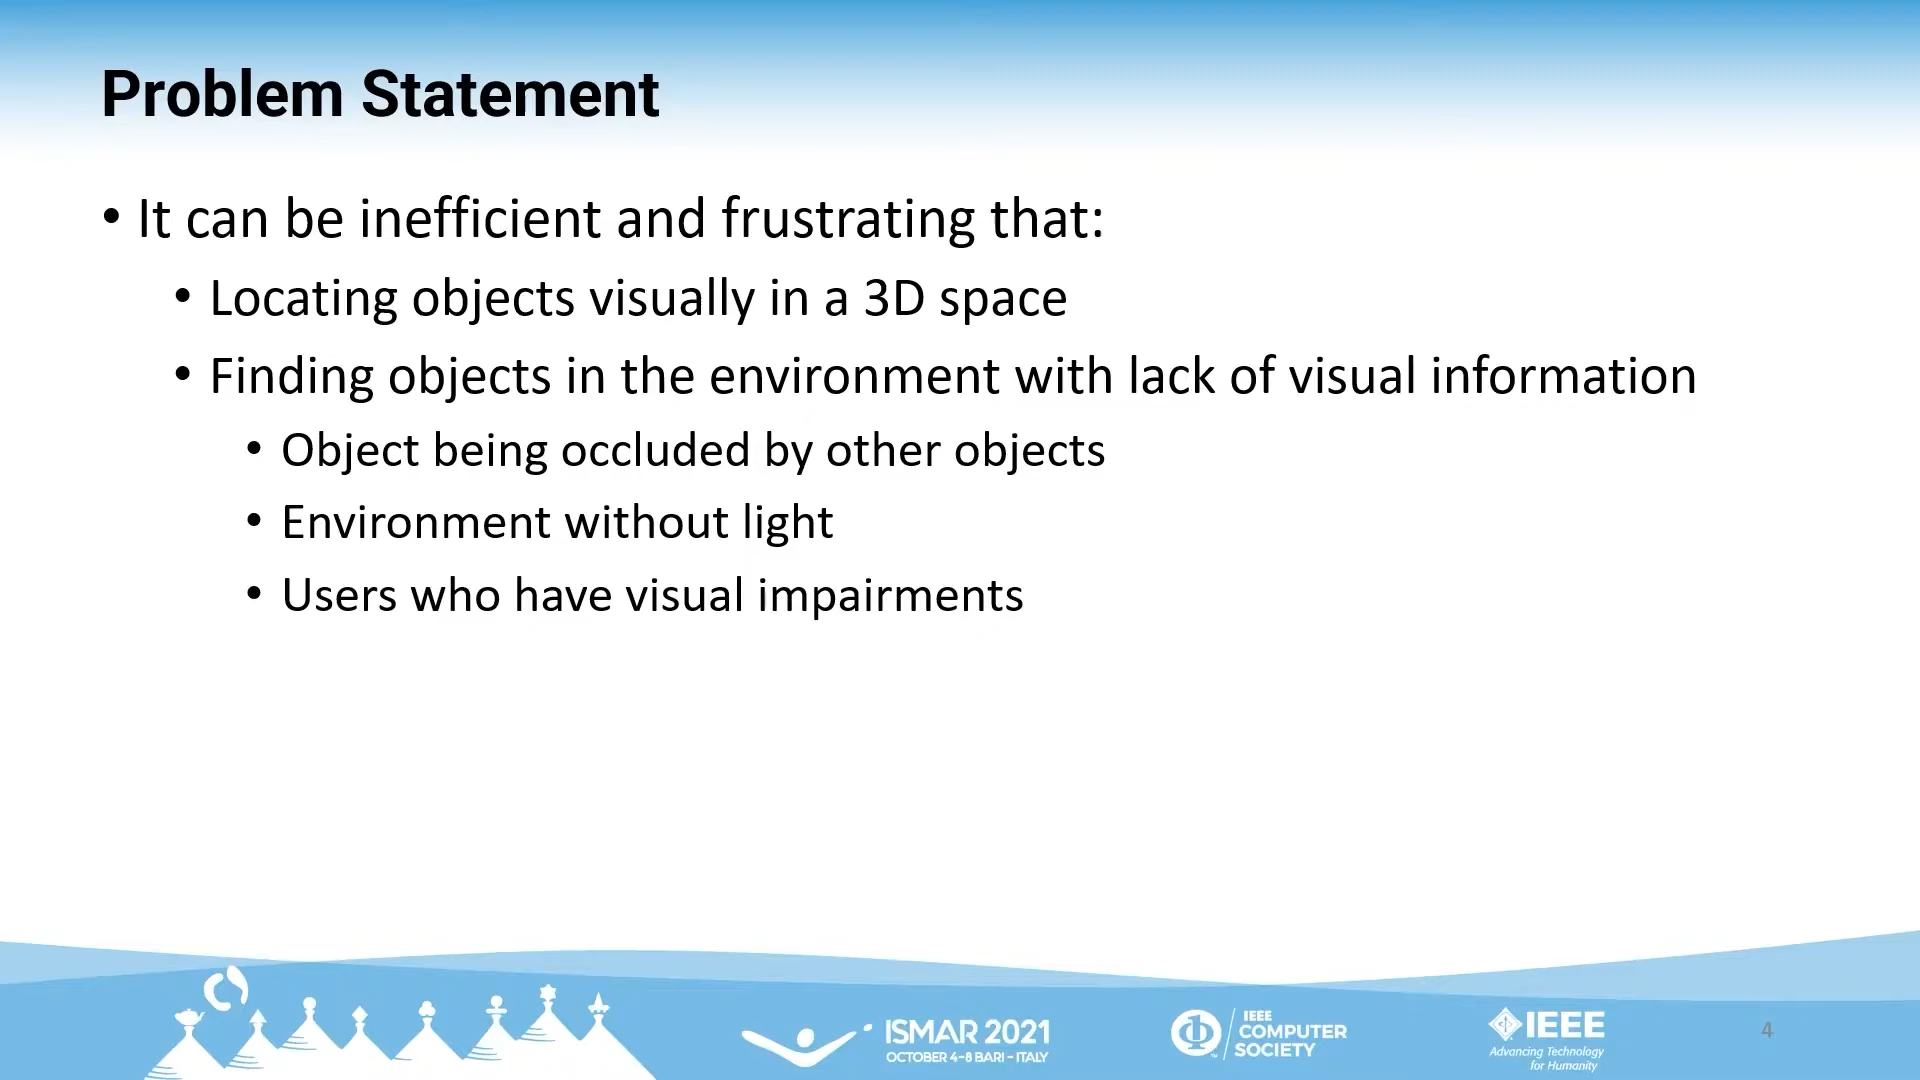 Problem Statement
• It can be inefficient and frustrating that:
• Locating objects visually in a 3D space
• Finding objects in the environment with lack of visual information
• Object being occluded by other objects
• Environment without light
• Users who have visual impairments
ISMAR 2021
OCTOBER 4-8 BARI - ITALY
IEEE
COMPUTER
SOCIETY
IEEE
Advancing Technology
for Humanity
4